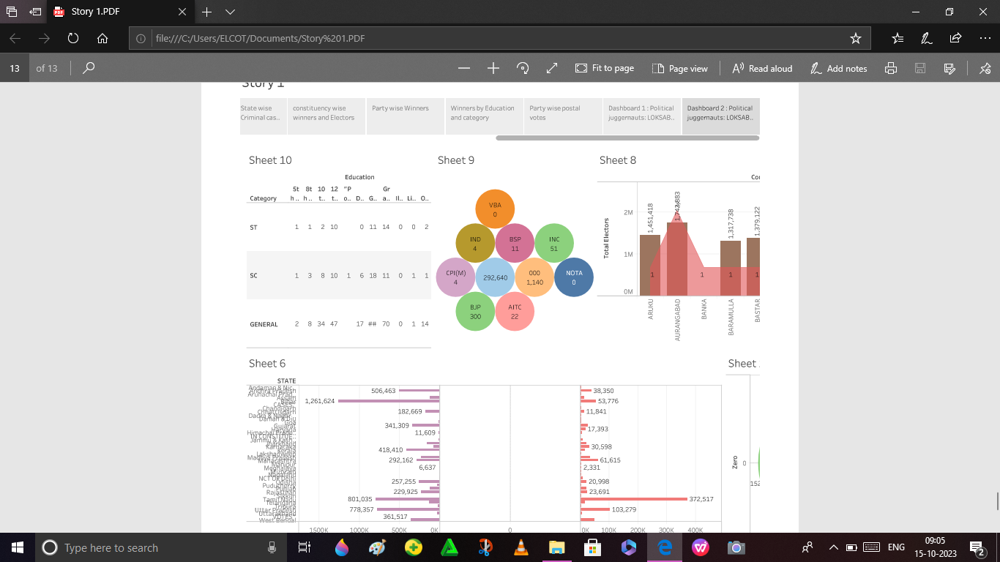 Story 1.PDF
file:///C:/Users/ELCOT/Documents/Story%201.PDF
13 of 13
Fit to page
Page view
Read aloud
Add notes
Story 1
State wise Criminal cas..
constituency wise winners and Electors
Party wise Winners
Winners by Education and category
Party wise postal votes
Dashboard 1 : Political juggernauts: LOKSAB..
Dashboard 2 : Political juggernauts: LOKSAB..
Sheet 10
Education
Category 5t h .. 8t h .. 10 t.. 12 t.. "P o.. D.. G.. Gr a.. Il.. Li.. O..
ST 1 1 2 10 0 11 14 0 0 2
SC 1 3 8 10 1 6 18 11 0 1 1
GENERAL 2 8 34 47 17 ## 70 0 1 14
Sheet 9
VBA
0
IND
4
BSP
11
INC
51
CPI(M)
4
292,640
000
1,140
NOTA
0
BJP
300
AITC
22
Sheet 8
Total Electors
2M
1M
0M
1,451,418
1,742,883
1,317,738
1,379,122
1 1 1 1
ARUKU
AURANGABAD
BANKA
BARAMULLA
BASTAR
Sheet 6
STATE
Andaman & Nic..
Andhra Pradesh
Arunachal Prad..
Assam
Bihar
Chandigarh
Chhattisgarh
Dadra & Nagar..
Daman & Diu
Goa
Gujarat
Haryana
Himachal Prade..
Jammu & Kash..
Jharkhand
Karnataka
Kerala
Lakshadweep
Madhya Pradesh
Maharashtra
Manipur
Meghalaya
Mizoram
Nagaland
NCT OF Delhi
Odisha
Puducherry
Rajasthan
Sikkim
Tamil Nadu
Telangana
Tripura
Uttar Pradesh
Uttarakhand
West Bengal
506,463
1,261,624
182,669
341,309
11,609
418,410
292,162
6,637
257,255
229,925
801,035
778,357
361,517
38,350
53,776
11,841
17,393
30,598
61,615
2,331
20,998
23,691
372,517
103,279
1500K 1000K 500K 0K 0 0K 100K 200K 300K 400K
Sheet
Zero
0
152
Type here to search
ENG
09:05
15-10-2023
2